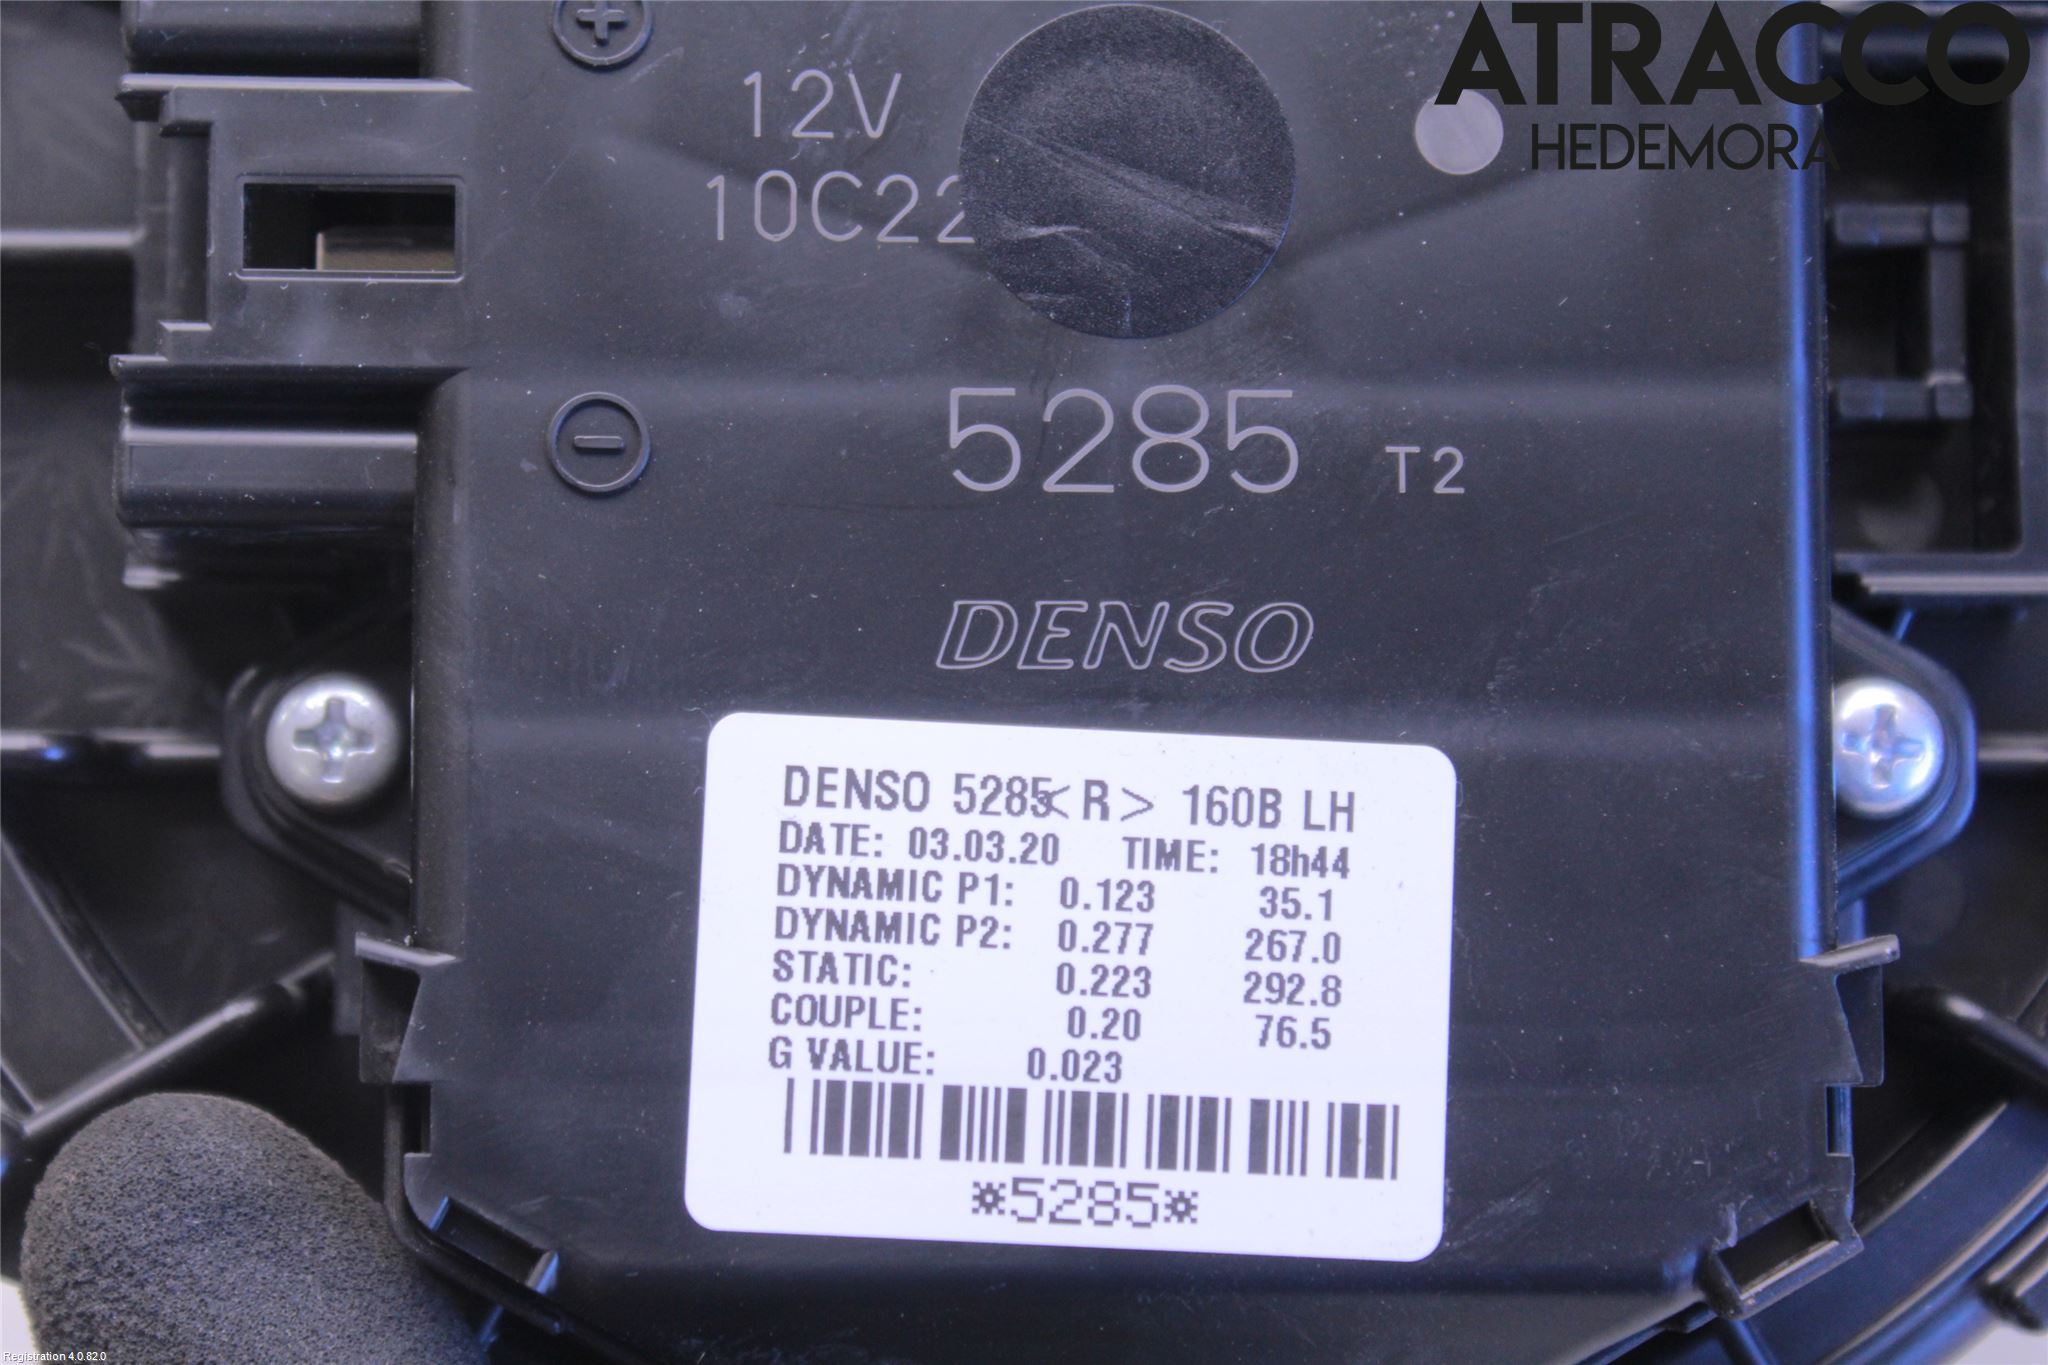 ATRACCO
HEDEMORA
12V
10C22
5285 T2
DENSO
DENSO 5285<R> 160B LH
DATE: 03.03.20 TIME: 18h44
DYNAMIC P1: 0.123 35.1
DYNAMIC P2: 0.277 267.0
STATIC: 0.223 292.8
COUPLE: 0.20 76.5
G VALUE: 0.023
*5285*
Registration 4.0.82.0